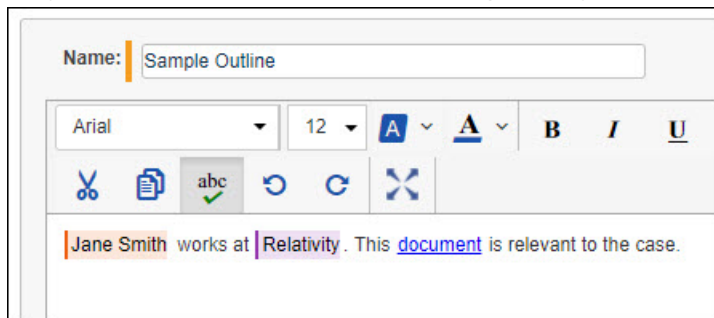 Name: Sample Outline
Arial 12 A A B I U
abc
Jane Smith works at Relativity. This document is relevant to the case.